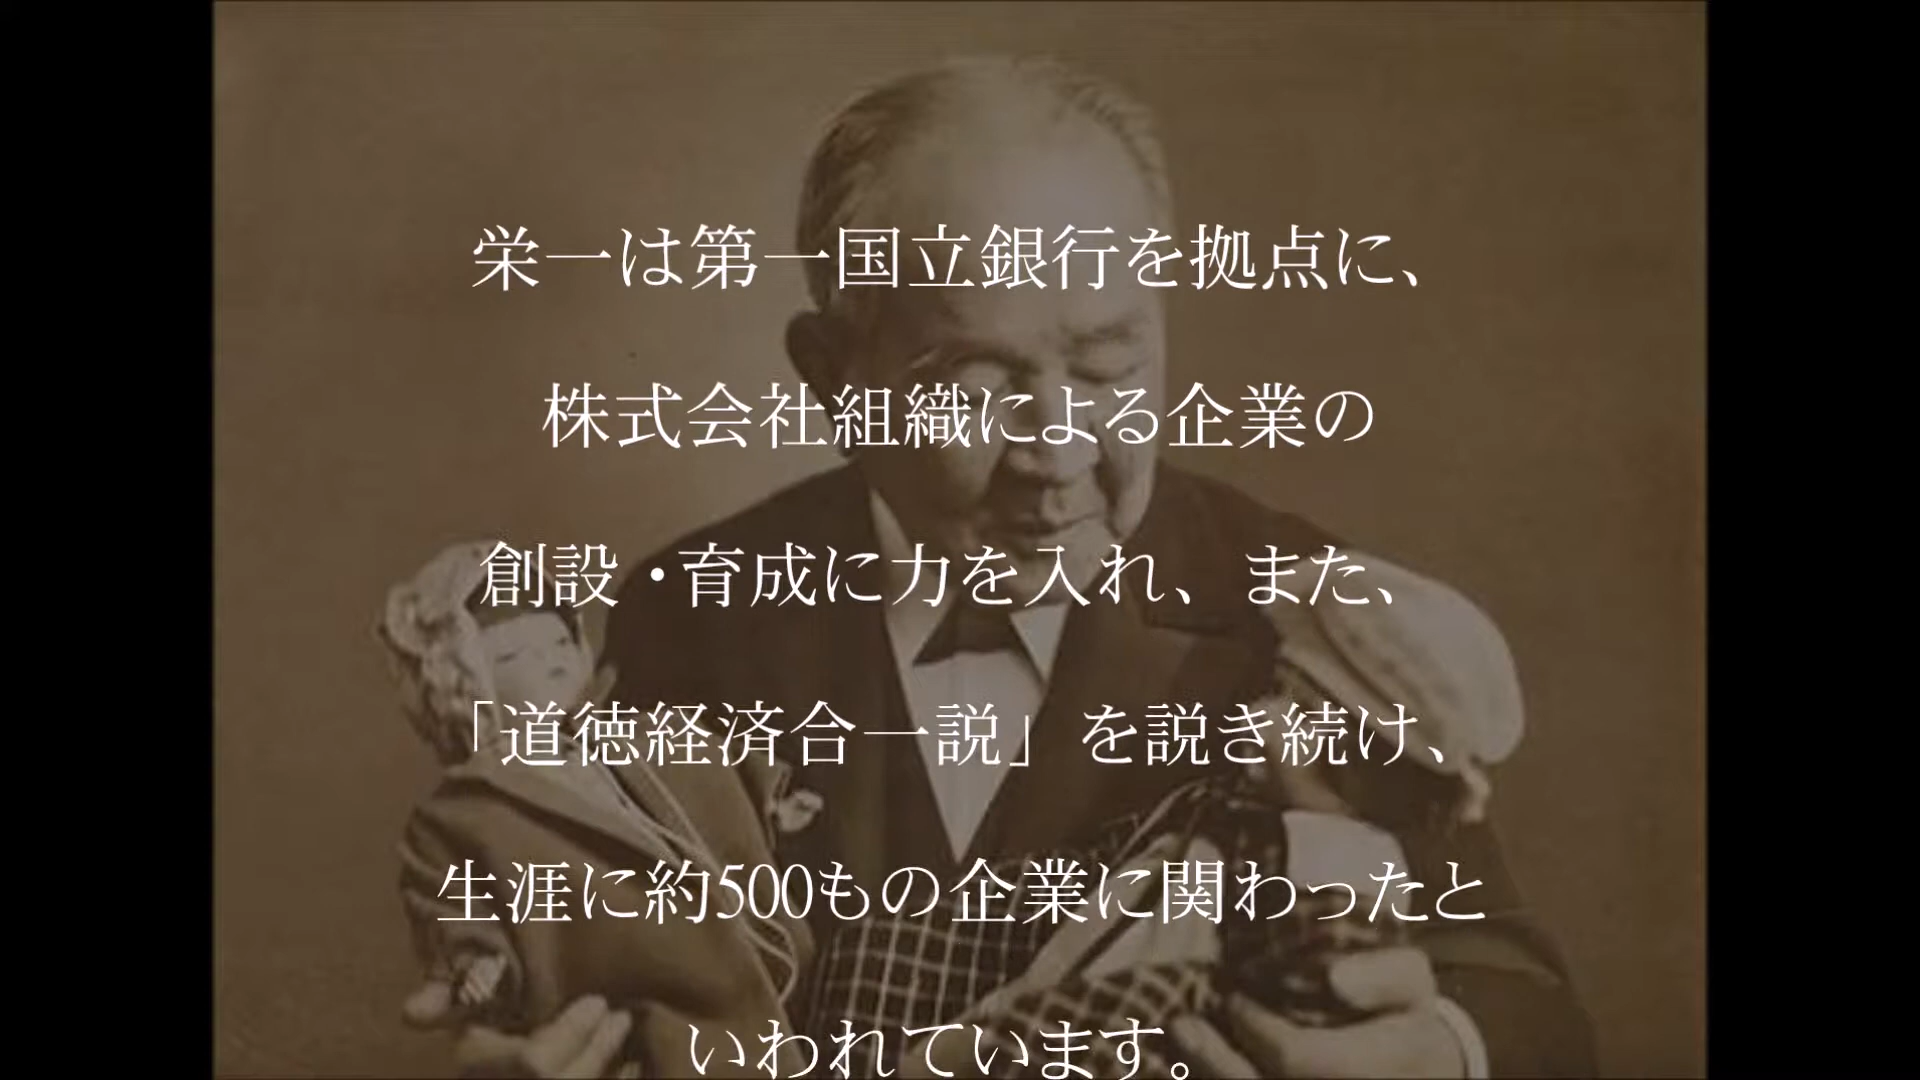 栄一は第一国立銀行を拠点に、
株式会社組織による企業の
創設・育成に力を入れ、また、
「道徳経済合一説」を説き続け、
生涯に約500もの企業に関わったと
いわれています。